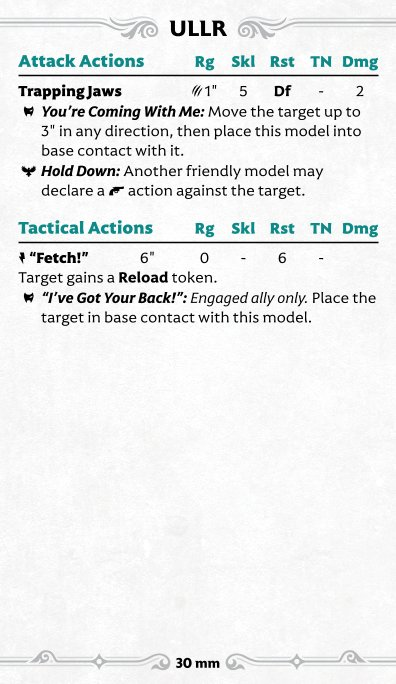 ULLR
Attack Actions Rg Skl Rst TN Dmg
Trapping Jaws 1" 5 Df - 2
You're Coming With Me: Move the target up to
3" in any direction, then place this model into
base contact with it.
Hold Down: Another friendly model may
declare a action against the target.
Tactical Actions Rg Skl Rst TN Dmg
"Fetch!" 6" 0 - 6 -
Target gains a Reload token.
"I've Got Your Back!": Engaged ally only. Place the
target in base contact with this model.
30 mm